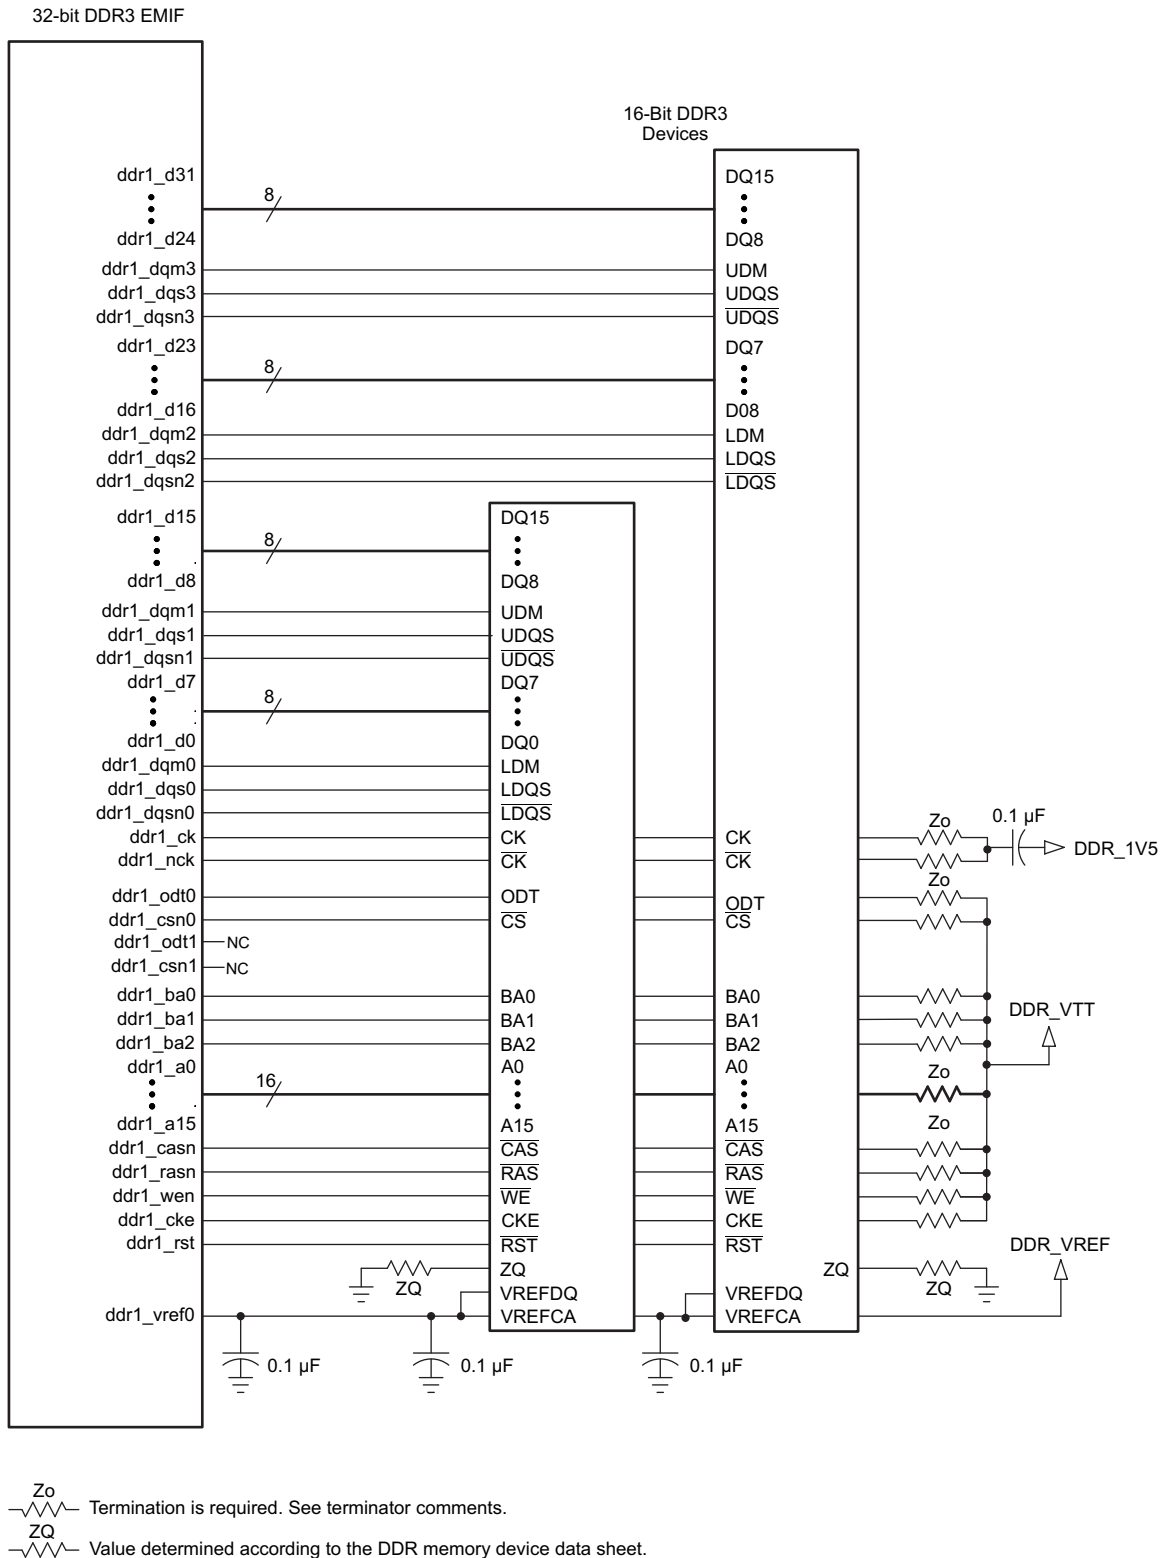 32-bit DDR3 EMIF
16-Bit DDR3
Devices
ddr1_d31
8
DQ15
ddr1_d24
DQ8
ddr1_dqm3
UDM
ddr1_dqs3
UDQS
ddr1_dqsn3
UDQS
ddr1_d23
8
DQ7
ddr1_d16
D08
ddr1_dqm2
LDM
ddr1_dqs2
LDQS
ddr1_dqsn2
LDQS
ddr1_d15
8
DQ15
ddr1_d8
DQ8
ddr1_dqm1
UDM
ddr1_dqs1
UDQS
ddr1_dqsn1
UDQS
ddr1_d7
8
DQ7
ddr1_d0
DQ0
ddr1_dqm0
LDM
ddr1_dqs0
LDQS
ddr1_dqsn0
LDQS
Zo
0.1 µF
ddr1_ck
CK
CK
DDR_1V5
ddr1_nck
CK
CK
Zo
ddr1_odt0
ODT
ODT
ddr1_csn0
CS
CS
ddr1_odt1
NC
ddr1_csn1
NC
ddr1_ba0
BA0
BA0
DDR_VTT
ddr1_ba1
BA1
BA1
ddr1_ba2
BA2
BA2
ddr1_a0
A0
A0
Zo
16
ddr1_a15
A15
A15
Zo
ddr1_casn
CAS
CAS
ddr1_rasn
RAS
RAS
ddr1_wen
WE
WE
ddr1_cke
CKE
CKE
ddr1_rst
RST
RST
DDR_VREF
ZQ
ZQ
ZQ
ZQ
VREFDQ
VREFDQ
ddr1_vref0
VREFCA
VREFCA
0.1 µF
0.1 µF
0.1 µF
Zo
Termination is required. See terminator comments.
ZQ
Value determined according to the DDR memory device data sheet.